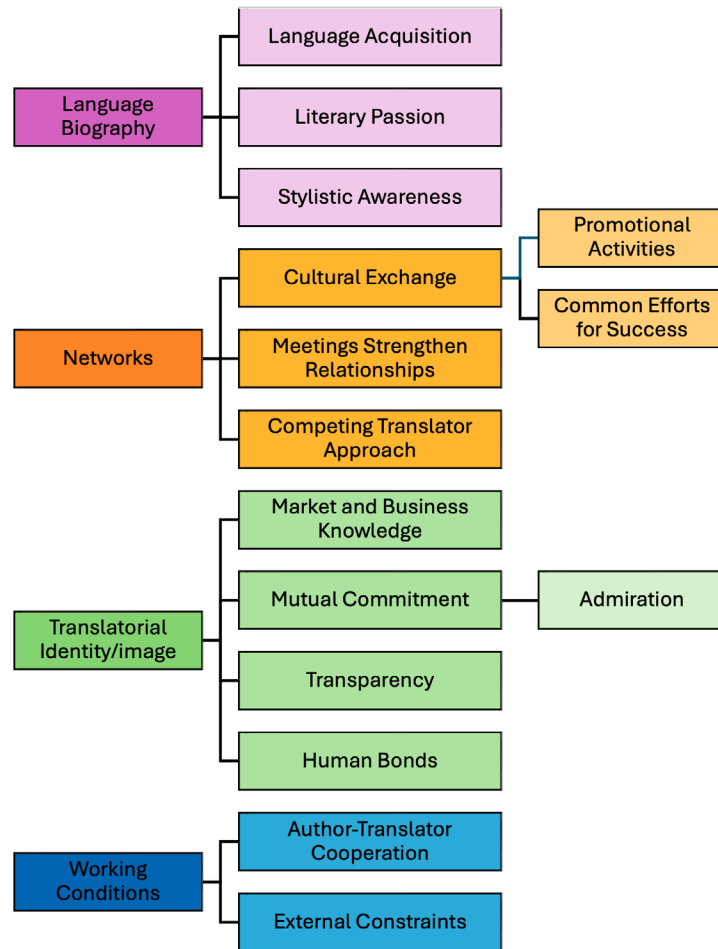 Language
Biography
Language Acquisition
Literary Passion
Stylistic Awareness
Networks
Cultural Exchange
Promotional
Activities
Common Efforts
for Success
Meetings Strengthen
Relationships
Competing Translator
Approach
Translatorial
Identity/image
Market and Business
Knowledge
Mutual Commitment
Admiration
Transparency
Human Bonds
Working
Conditions
Author-Translator
Cooperation
External Constraints